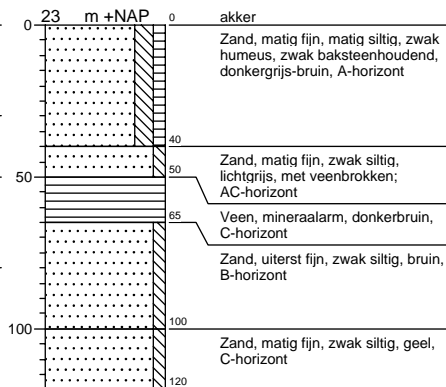 23 m +NAP 0 akker
0
Zand, matig fijn, matig siltig, zwak
humeus, zwak baksteenhoudend,
donkergrijs-bruin, A-horizont
40
Zand, matig fijn, zwak siltig,
lichtgrijs, met veenbrokken;
AC-horizont
50
50
Veen, mineraalarm, donkerbruin,
C-horizont
65
Zand, uiterst fijn, zwak siltig, bruin,
B-horizont
100
100
Zand, matig fijn, zwak siltig, geel,
C-horizont
120